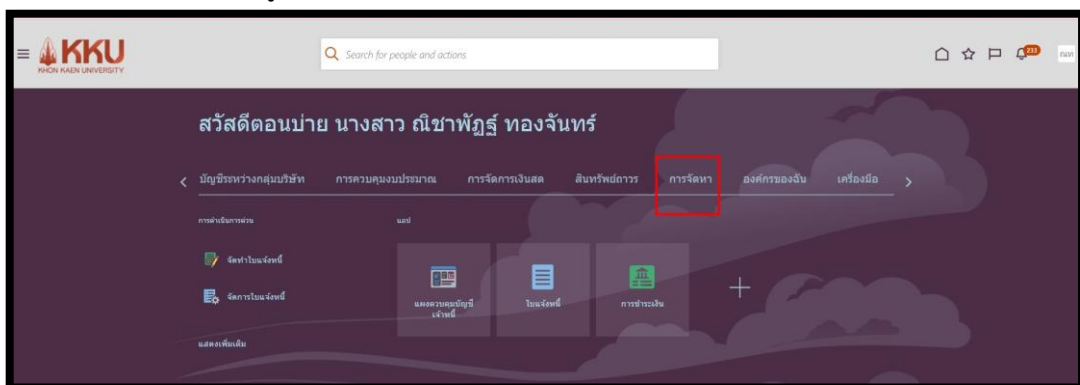 KKU
KHON KAEN UNIVERSITY
Search for people and actions
233
สวัสดีตอนบ่าย นางสาว ณิชาพัฏฐ์ ทองจันทร์
บัญชีระหว่างกลุ่มบริษัท การควบคุมงบประมาณ การจัดการเงินสด สินทรัพย์ถาวร การจัดหา องค์กรของฉัน เครื่องมือ
การดำเนินการด่วน แอป
จัดทำใบแจ้งหนี้
จัดการใบแจ้งหนี้
แผงควบคุมบัญชีเจ้าหนี้ ใบแจ้งหนี้ การชำระเงิน
แสดงเพิ่มเติม